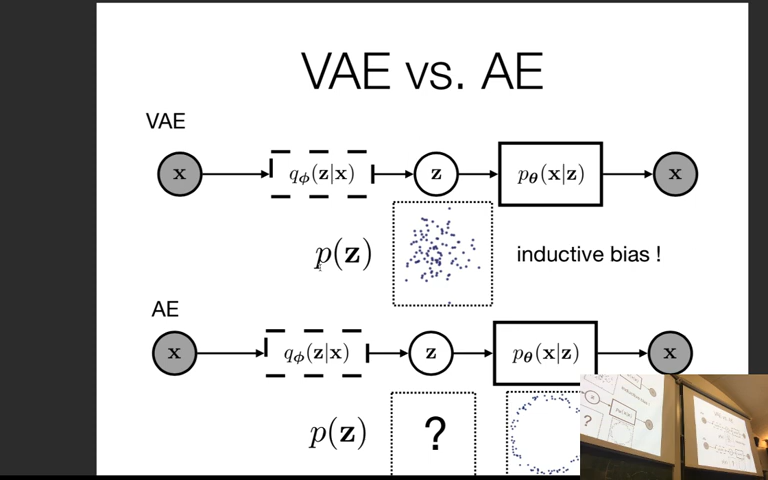 VAE vs. AE
VAE
x qϕ(z|x) z pθ(x|z) x
p(z) inductive bias !
AE
x qϕ(z|x) z pθ(x|z) x
p(z) ?